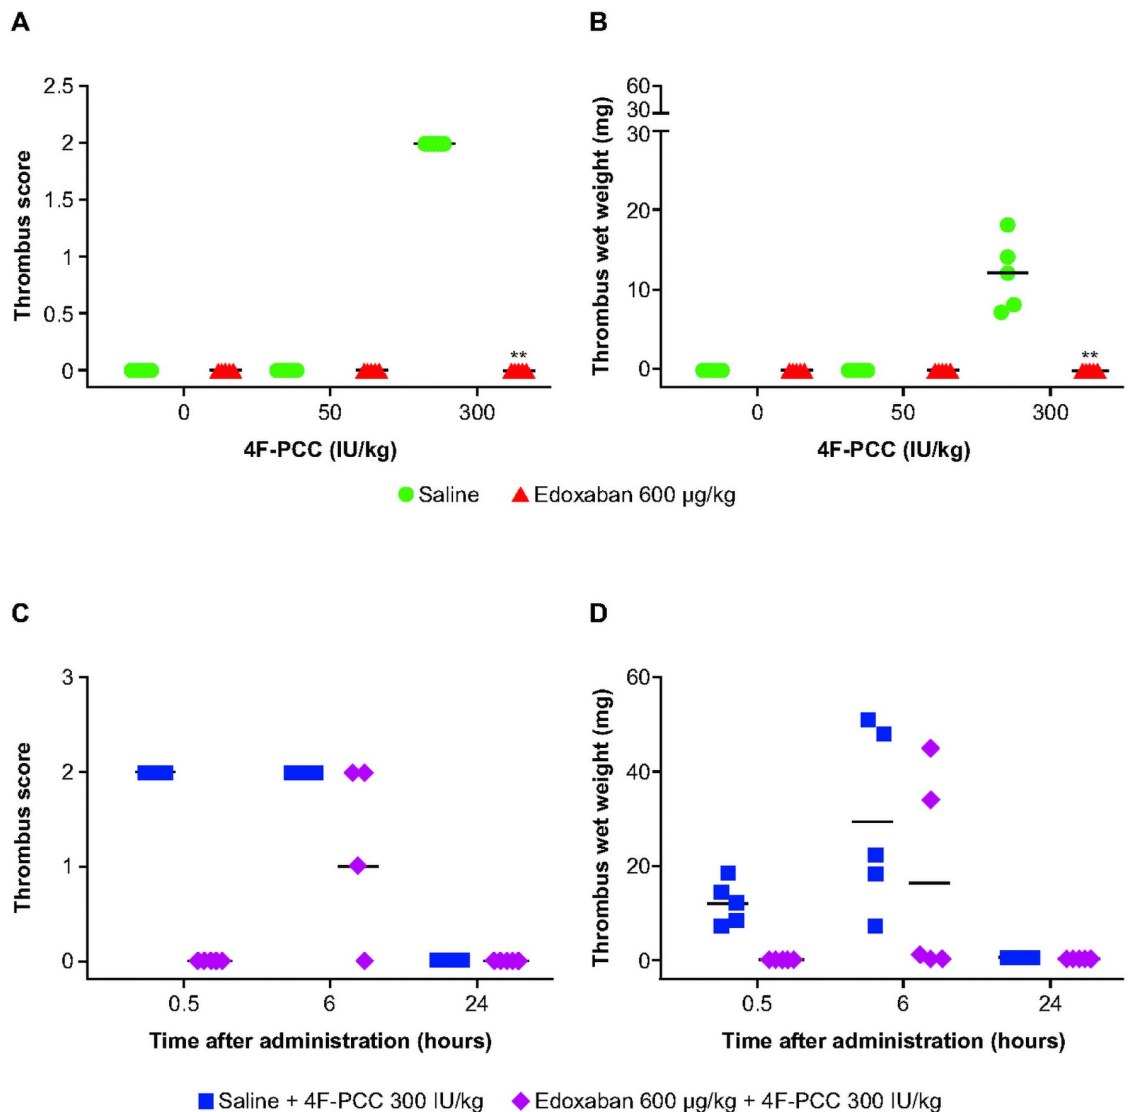 A
B
Thrombus score
2.5
2
1.5
1
0.5
0
**
0
50
300
4F-PCC (IU/kg)
Thrombus wet weight (mg)
60
30
30
20
10
0
**
0
50
300
4F-PCC (IU/kg)
Saline
Edoxaban 600 µg/kg
C
D
Thrombus score
3
2
1
0
0.5
6
24
Time after administration (hours)
Thrombus wet weight (mg)
60
40
20
0
0.5
6
24
Time after administration (hours)
Saline + 4F-PCC 300 IU/kg
Edoxaban 600 µg/kg + 4F-PCC 300 IU/kg